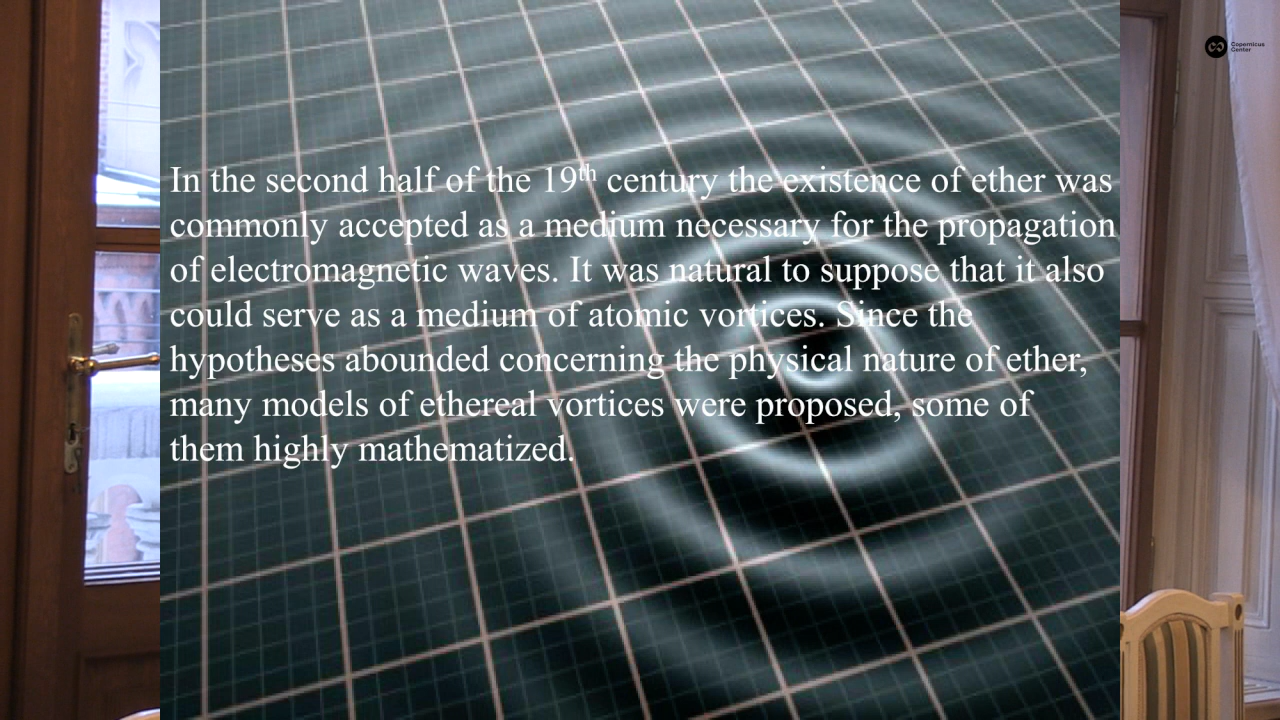 In the second half of the 19th century the existence of ether was
commonly accepted as a medium necessary for the propagation
of electromagnetic waves. It was natural to suppose that it also
could serve as a medium of atomic vortices. Since the
hypotheses abounded concerning the physical nature of ether,
many models of ethereal vortices were proposed, some of
them highly mathematized.
Copernicus
Center